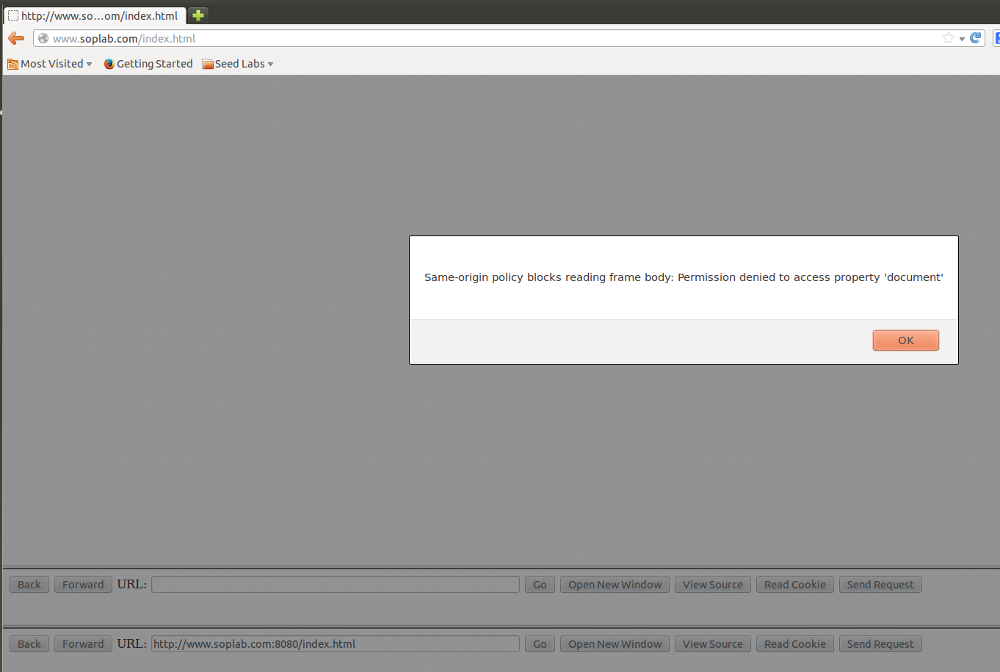 http://www.so...om/index.html
www.soplab.com/index.html
Most Visited Getting Started Seed Labs
Same-origin policy blocks reading frame body: Permission denied to access property 'document'
OK
Back Forward URL: Go Open New Window View Source Read Cookie Send Request
Back Forward URL: http://www.soplab.com:8080/index.html Go Open New Window View Source Read Cookie Send Request